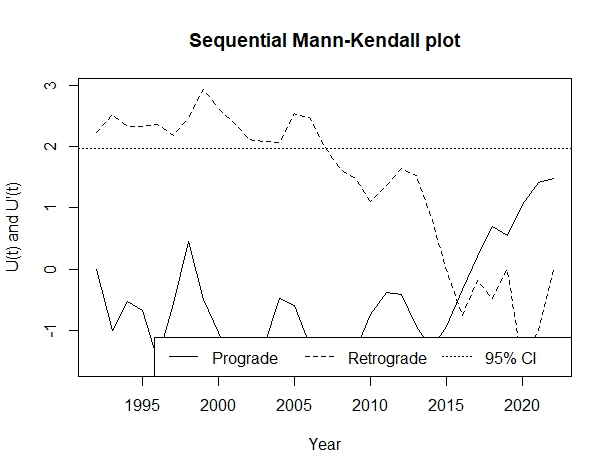 Sequential Mann-Kendall plot
U(t) and U'(t)
3
2
1
0
-1
Prograde Retrograde 95% CI
1995 2000 2005 2010 2015 2020
Year